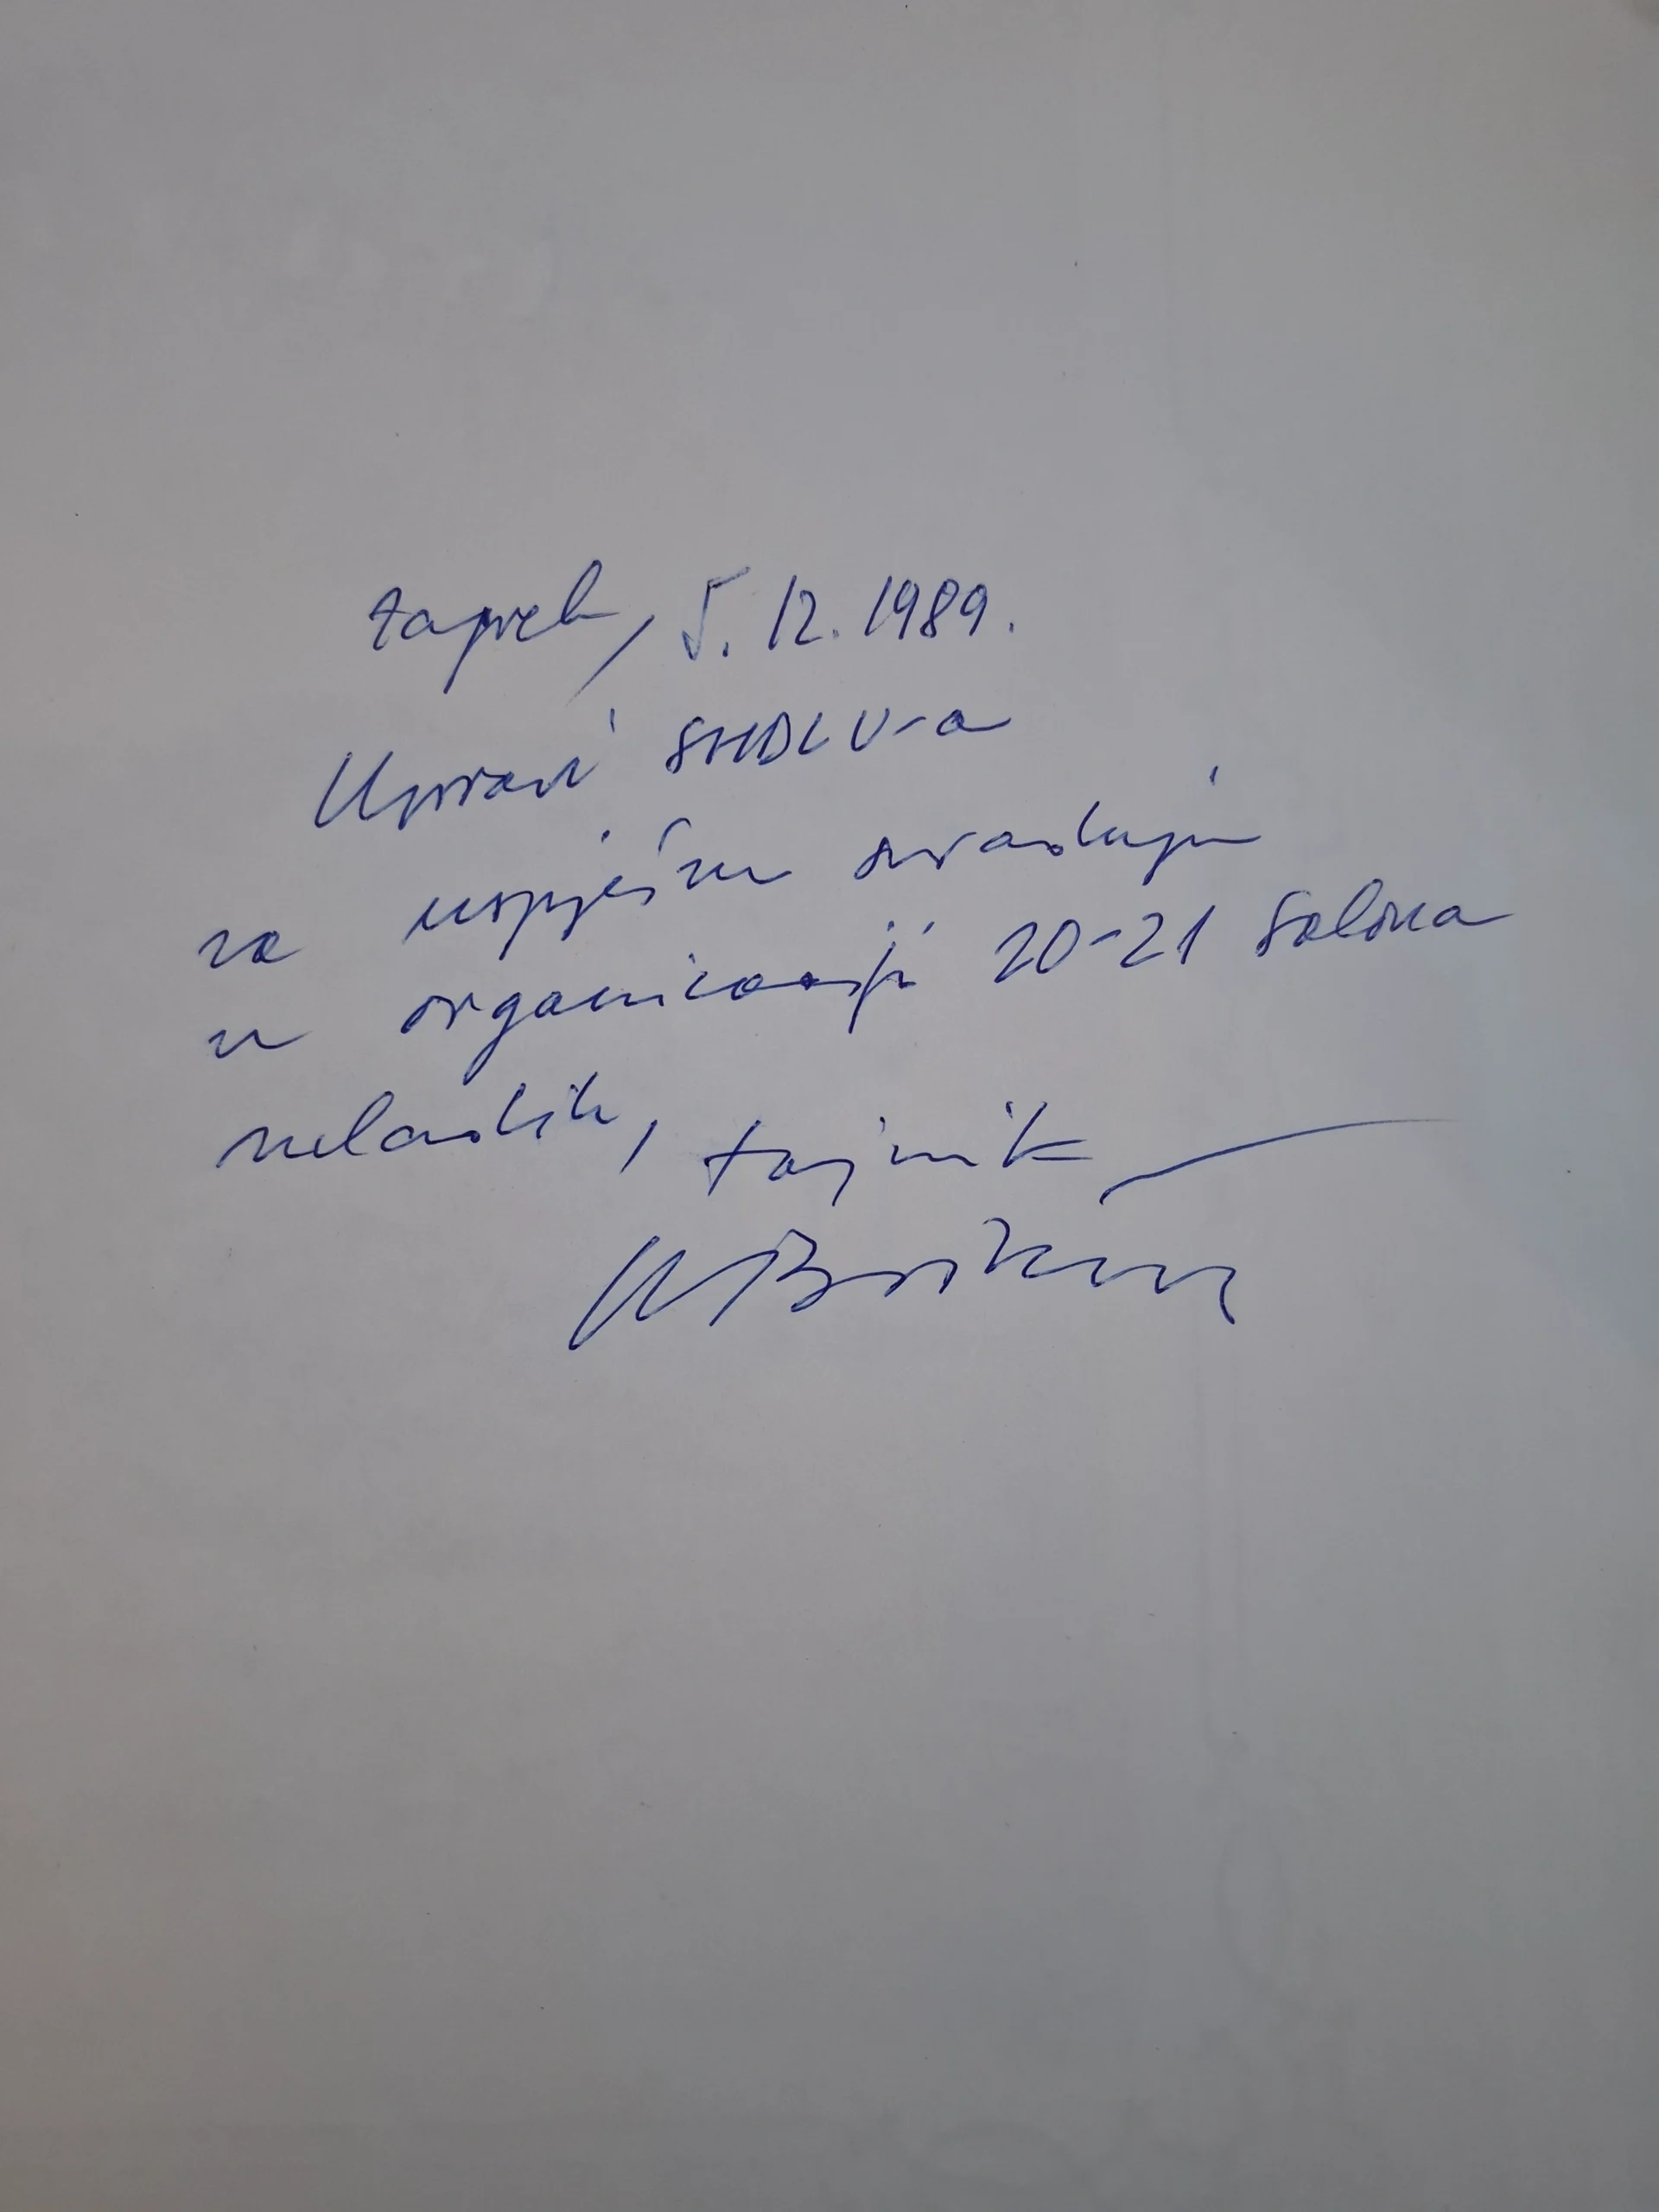 Zagreb, 5.12.1989.
Upravi SHDLU-a
za uspješnu suradnju
u organizaciji 20-21 Salona
mladih, tajnik